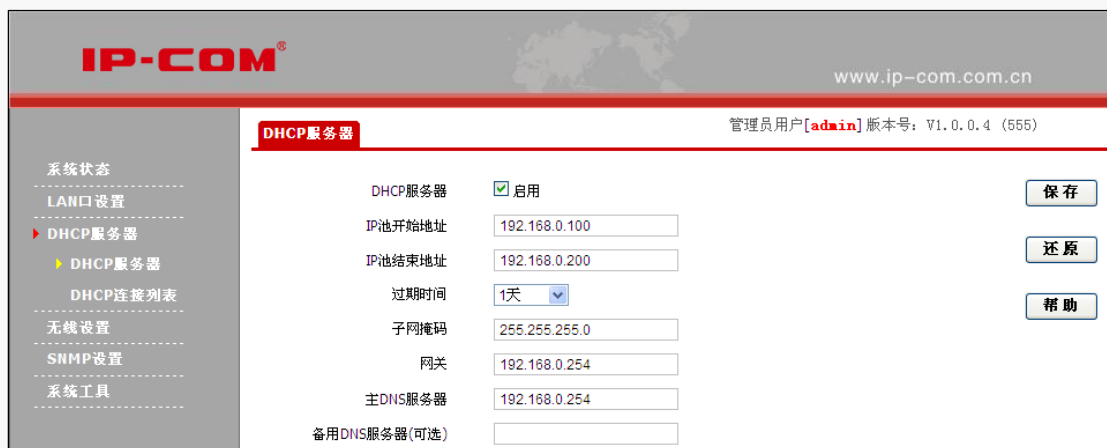 IP-COM®
www.ip-com.com.cn
DHCP服务器
管理员用户[admin]版本号: V1.0.0.4 (555)
系统状态
LAN口设置
DHCP服务器
DHCP服务器
DHCP连接列表
无线设置
SNMP设置
系统工具
DHCP服务器 启用
IP池开始地址 192.168.0.100
IP池结束地址 192.168.0.200
过期时间 1天
子网掩码 255.255.255.0
网关 192.168.0.254
主DNS服务器 192.168.0.254
备用DNS服务器(可选)
保存
还原
帮助